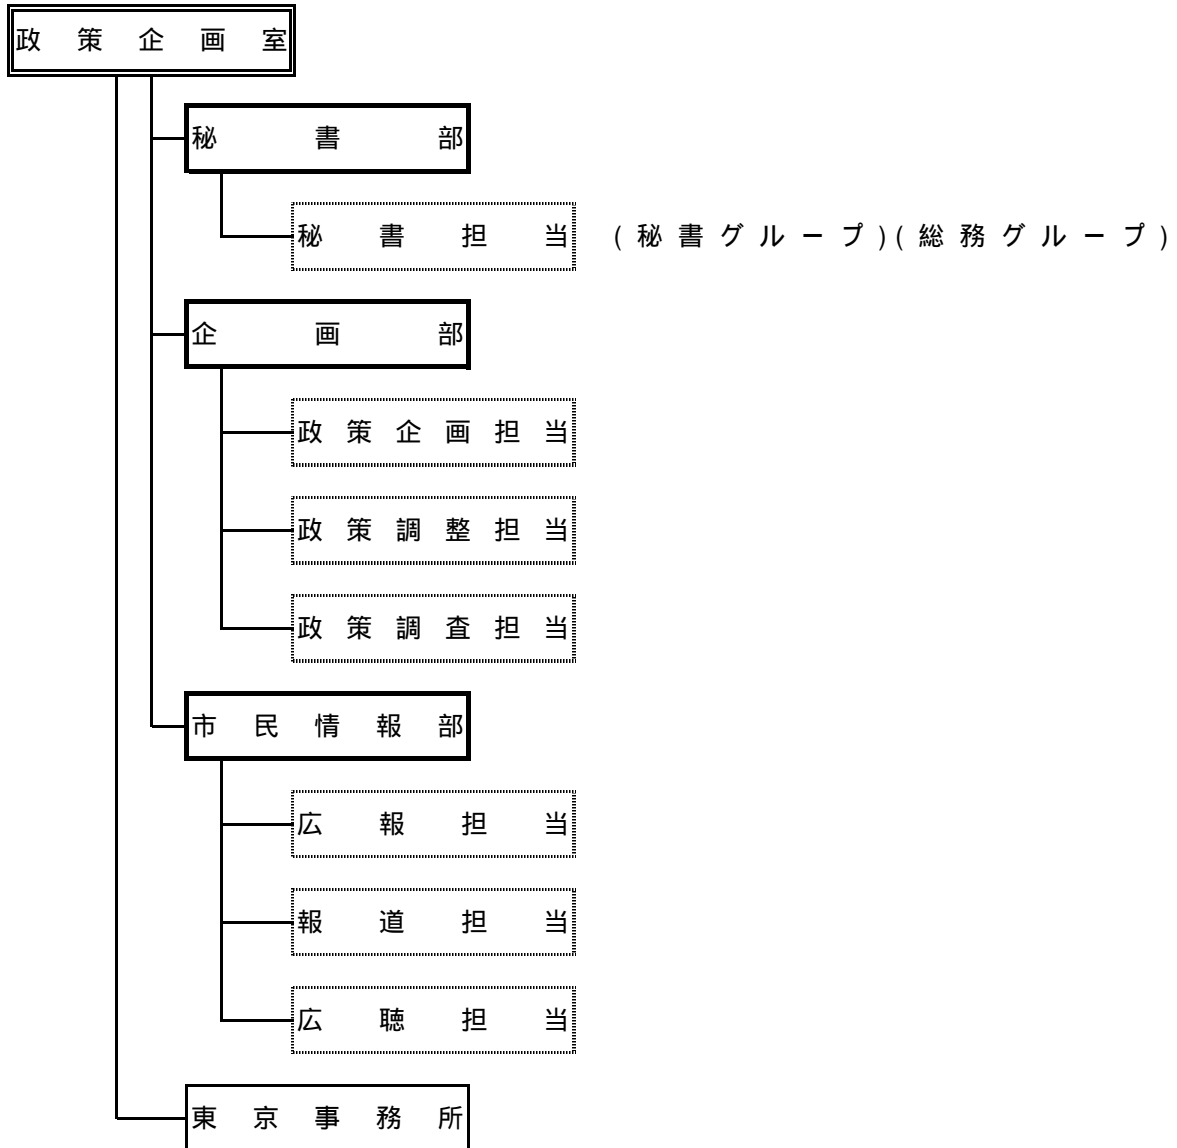 政策企画室
秘書部
秘書担当 (秘書グループ)(総務グループ)
企画部
政策企画担当
政策調整担当
政策調査担当
市民情報部
広報担当
報道担当
広聴担当
東京事務所